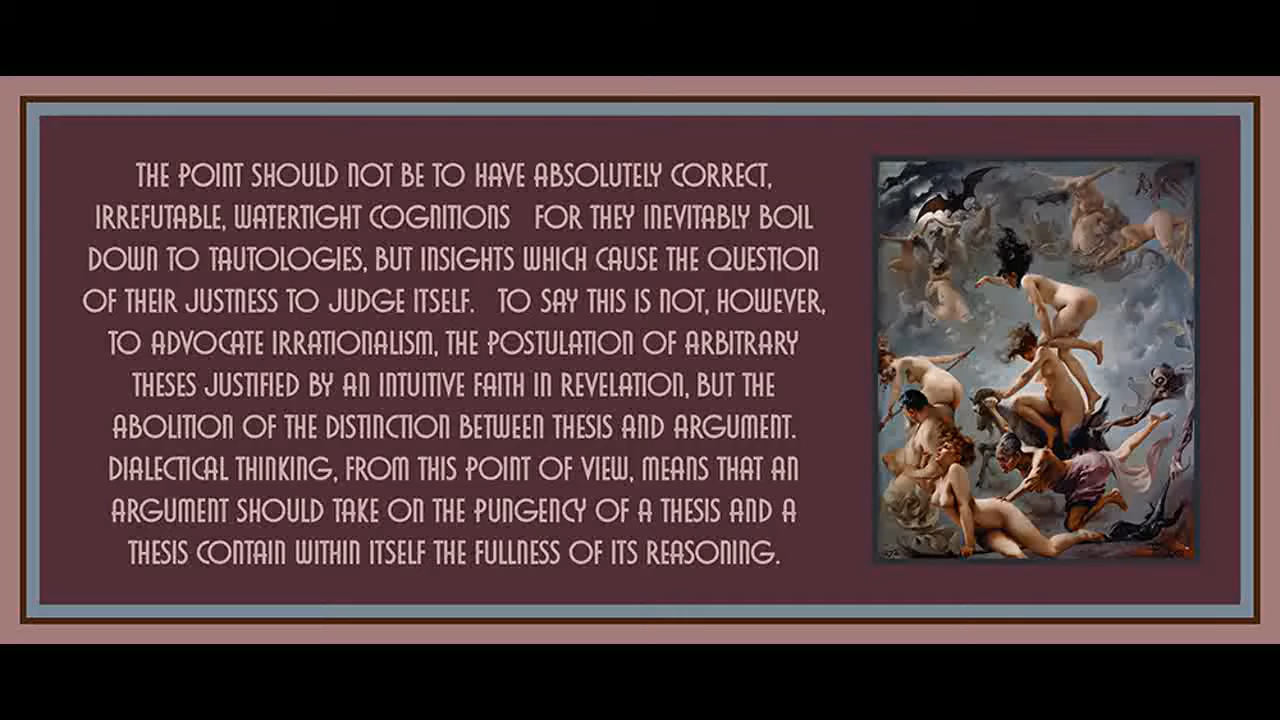 THE POINT SHOULD NOT BE TO HAVE ABSOLUTELY CORRECT,
IRREFUTABLE, WATERTIGHT COGNITIONS FOR THEY INEVITABLY BOIL
DOWN TO TAUTOLOGIES, BUT INSIGHTS WHICH CAUSE THE QUESTION
OF THEIR JUSTNESS TO JUDGE ITSELF. TO SAY THIS IS NOT, HOWEVER,
TO ADVOCATE IRRATIONALISM, THE POSTULATION OF ARBITRARY
THESES JUSTIFIED BY AN INTUITIVE FAITH IN REVELATION, BUT THE
ABOLITION OF THE DISTINCTION BETWEEN THESIS AND ARGUMENT.
DIALECTICAL THINKING, FROM THIS POINT OF VIEW, MEANS THAT AN
ARGUMENT SHOULD TAKE ON THE PUNGENCY OF A THESIS AND A
THESIS CONTAIN WITHIN ITSELF THE FULLNESS OF ITS REASONING.